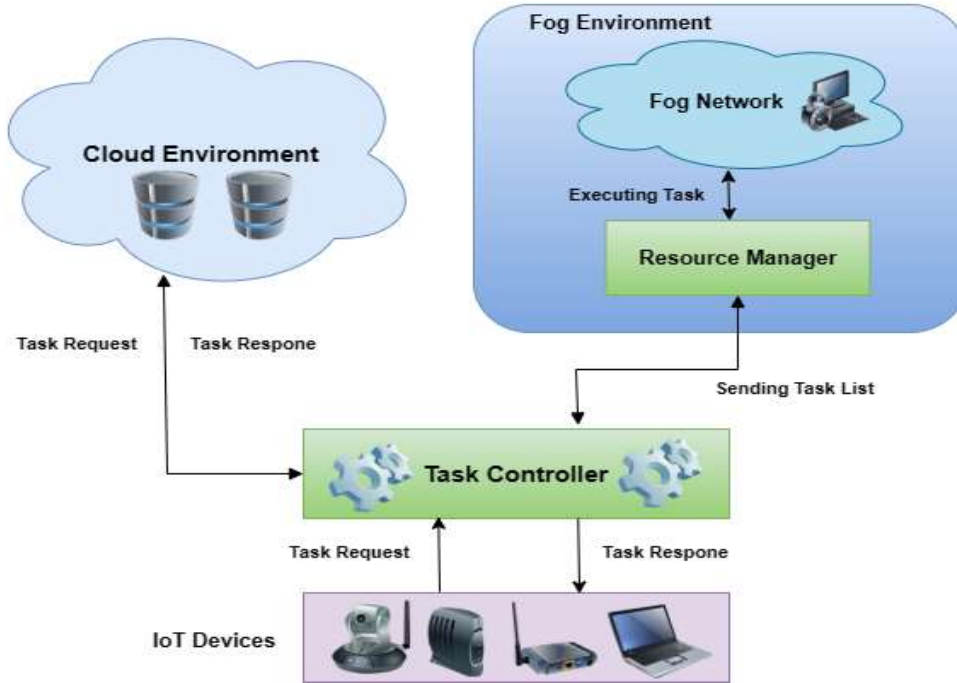 Fog Environment
Fog Network
Cloud Environment
Executing Task
Resource Manager
Task Request
Task Respone
Sending Task List
Task Controller
Task Request
Task Respone
IoT Devices